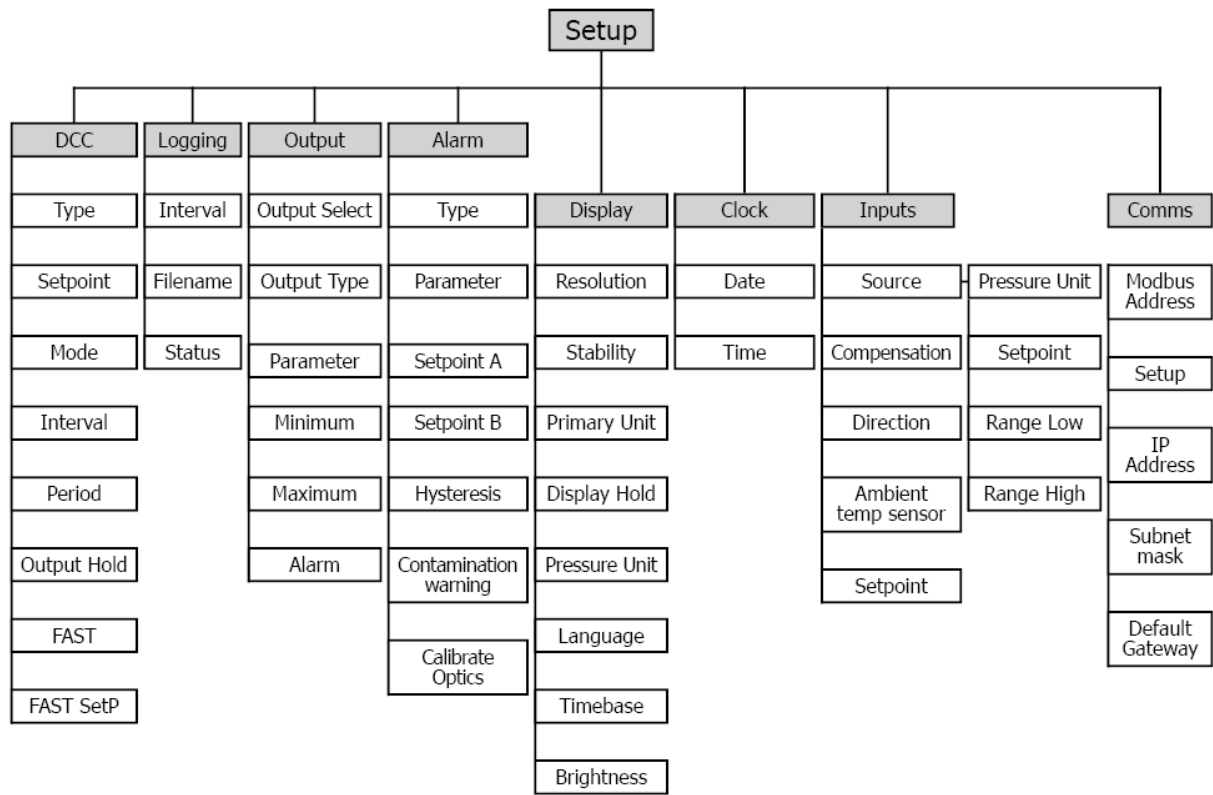 Setup
DCC
Type
Setpoint
Mode
Interval
Period
Output Hold
FAST
FAST SetP
Logging
Interval
Filename
Status
Output
Output Select
Output Type
Parameter
Minimum
Maximum
Alarm
Alarm
Type
Parameter
Setpoint A
Setpoint B
Hysteresis
Contamination
warning
Calibrate
Optics
Display
Resolution
Stability
Primary Unit
Display Hold
Pressure Unit
Language
Timebase
Brightness
Clock
Date
Time
Inputs
Source
Compensation
Direction
Ambient
temp sensor
Setpoint
Pressure Unit
Setpoint
Range Low
Range High
Comms
Modbus
Address
Setup
IP
Address
Subnet
mask
Default
Gateway